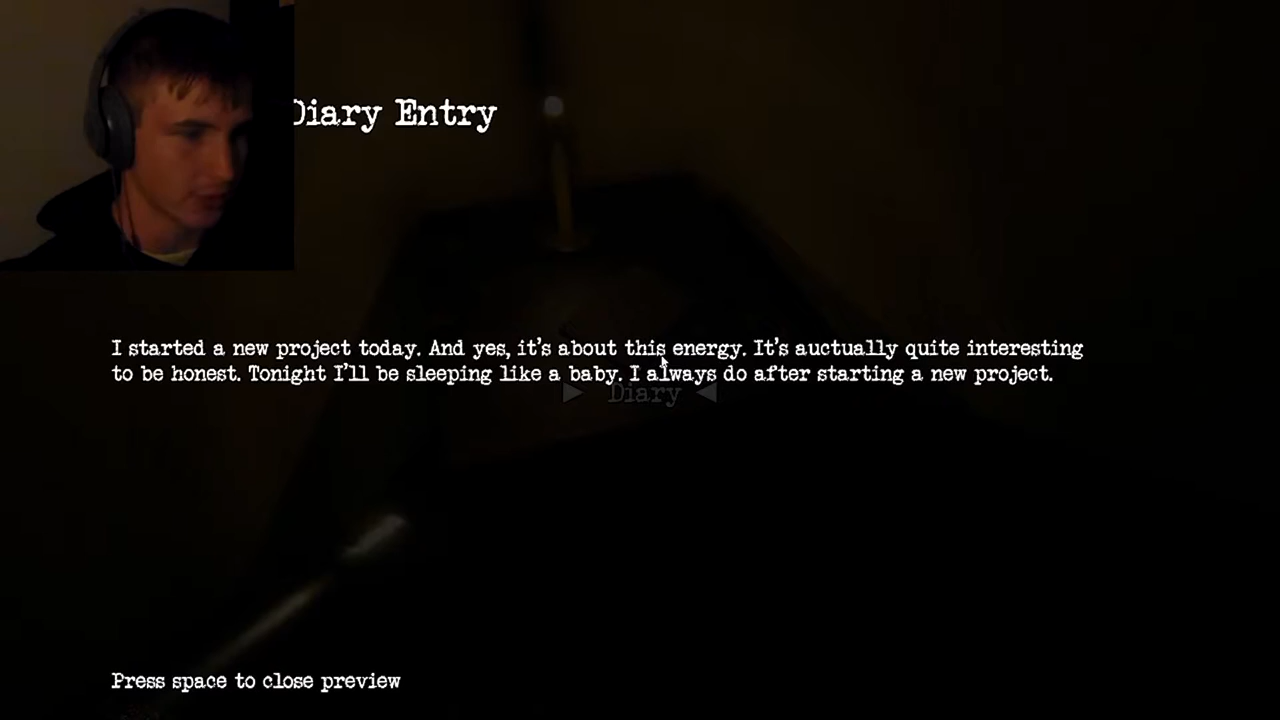 Diary Entry
I started a new project today. And yes, it's about this energy. It's auctually quite interesting
to be honest. Tonight I'll be sleeping like a baby. I always do after starting a new project.
Diary
Press space to close preview